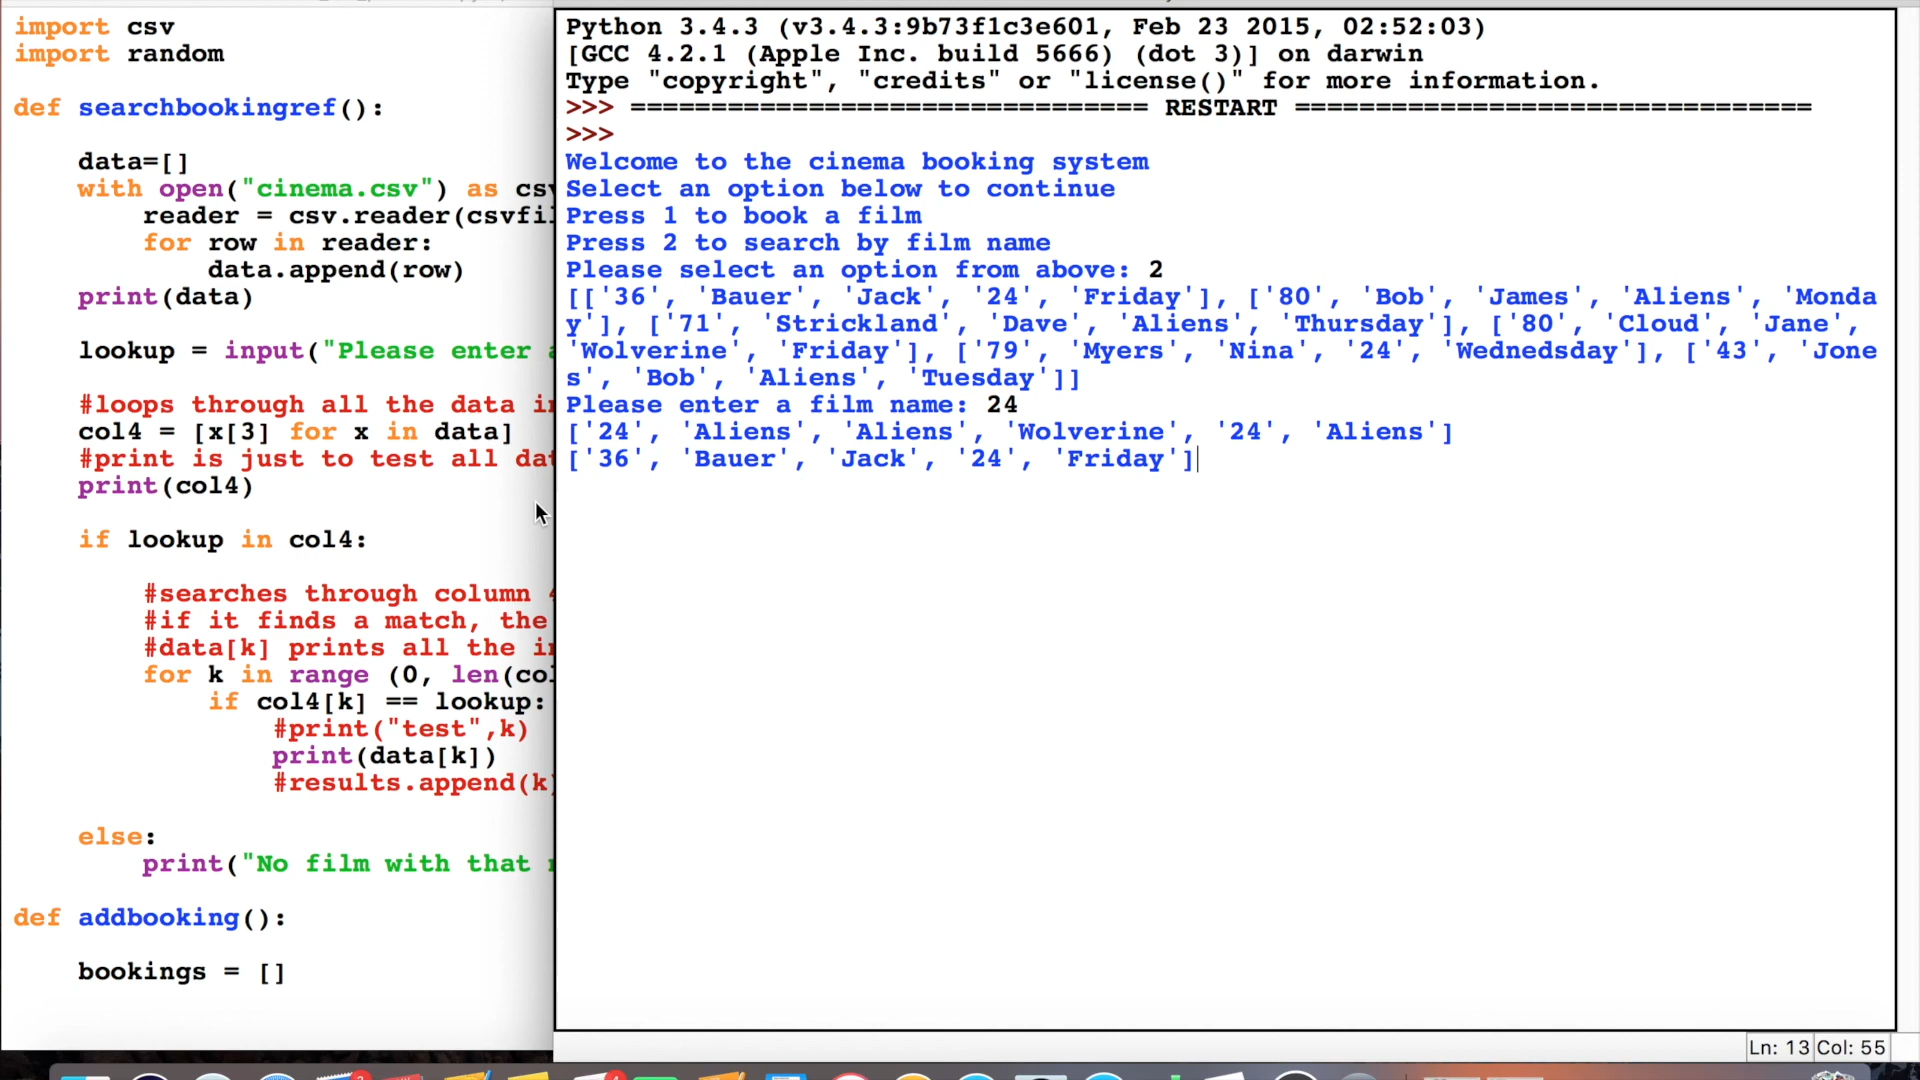 import csv
import random
def searchbookingref():
data=[]
with open("cinema.csv") as
reader =
for row in reader:
data.append(row)
print(data)
lookup = input("Please enter
#loops through all the data
col4 = [x[3] for x in data]
#print is just to test all
print(col4)
if lookup in col4:
#searches through column
#if it finds a match, the
#data[k] prints all the
for k in range (0,
if col4[k] == lookup:
#print("test",k)
print(data[k])
#results.append(k)
else:
print("No film with that
def addbooking():
bookings = []
Python 3.4.3 (v3.4.3:9b73f1c3e601, Feb 23 2015, 02:52:03)
[GCC 4.2.1 (Apple Inc. build 5666) (dot 3)] on darwin
Type "copyright", "credits" or "license()" for more information.
>>> ================================ RESTART ================================
>>>
Welcome to the cinema booking system
Select an option below to continue
Press 1 to book a film
Press 2 to search by film name
Please select an option from above: 2
[['36', 'Bauer', 'Jack', '24', 'Friday'], ['80', 'Bob', 'James', 'Aliens', 'Monda
y'], ['71', 'Strickland', 'Dave', 'Aliens', 'Thursday'], ['80', 'Cloud', 'Jane',
'Wolverine', 'Friday'], ['79', 'Myers', 'Nina', '24', 'Wednedsday'], ['43', 'Jone
s', 'Bob', 'Aliens', 'Tuesday']]
Please enter a film name: 24
['24', 'Aliens', 'Aliens', 'Wolverine', '24', 'Aliens']
['36', 'Bauer', 'Jack', '24', 'Friday']
Ln: 13 Col: 55